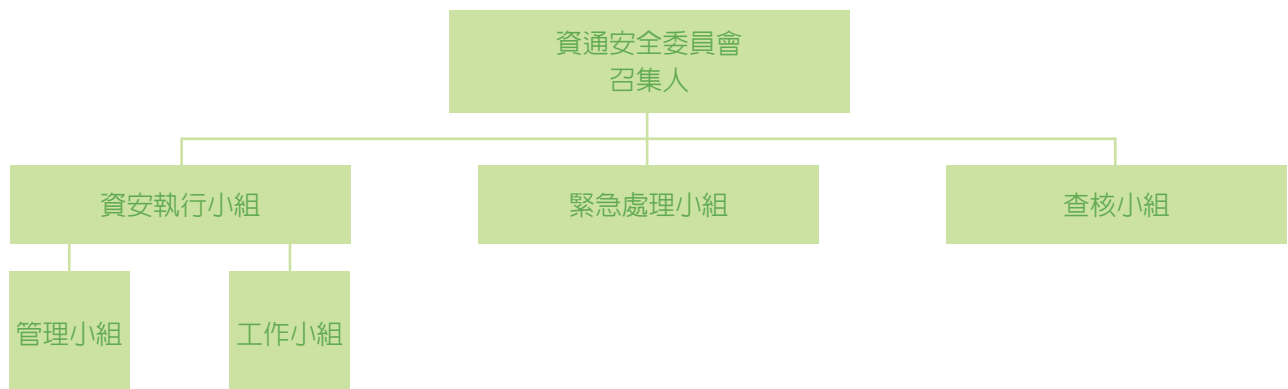 資通安全委員會
召集人
資安執行小組
緊急處理小組
查核小組
管理小組
工作小組